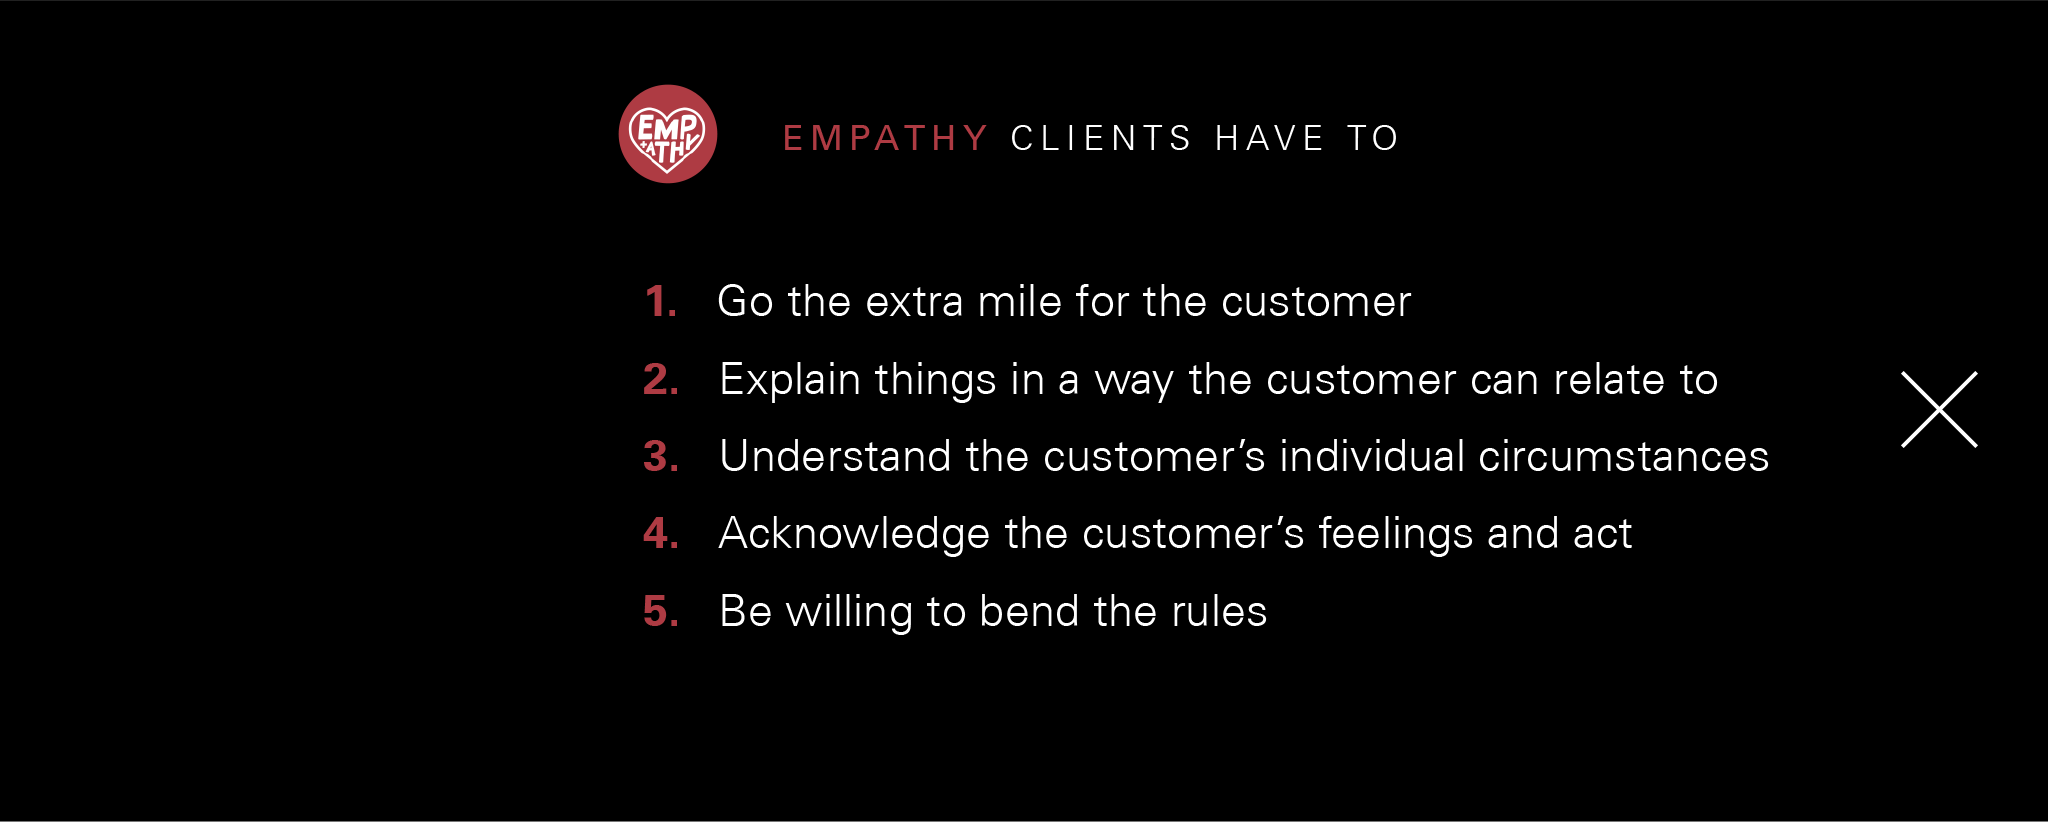 EMP
+ATHY
EMPATHY CLIENTS HAVE TO
1. Go the extra mile for the customer
2. Explain things in a way the customer can relate to
3. Understand the customer’s individual circumstances
4. Acknowledge the customer’s feelings and act
5. Be willing to bend the rules